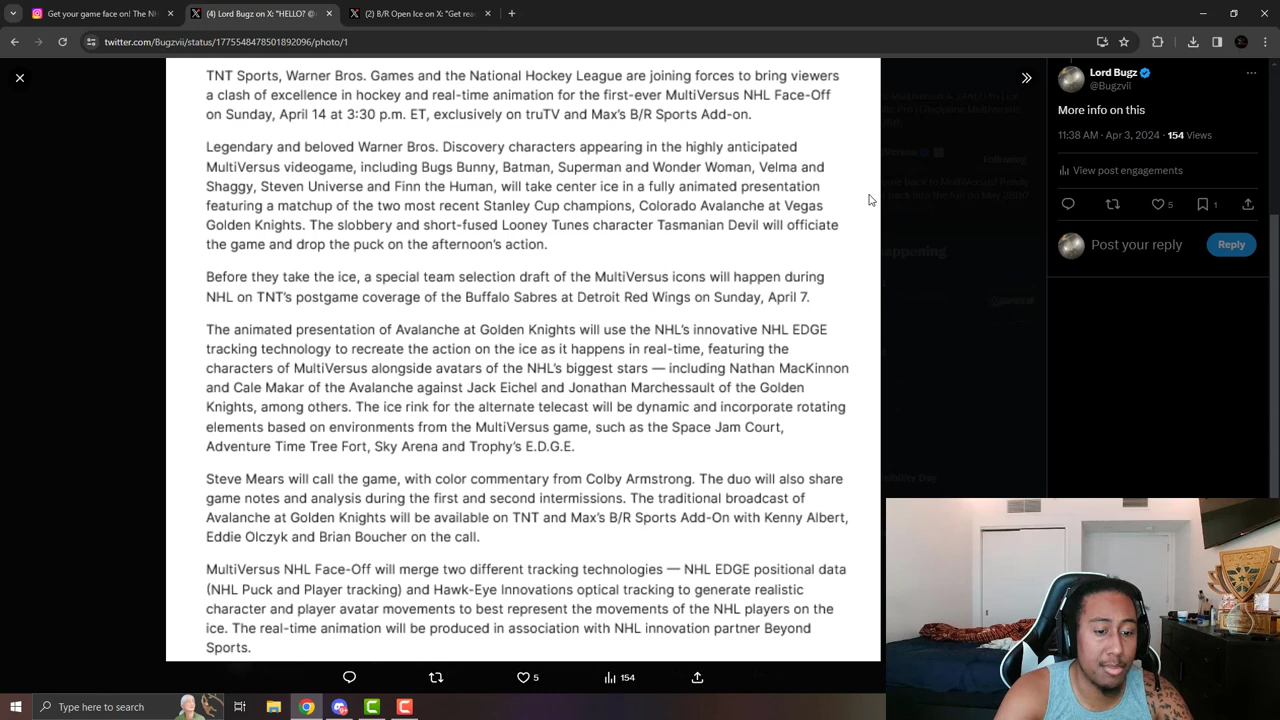 Get your game face on! The NH
(4) Lord Bugz on X: "HELLO? @
(2) B/R Open Ice on X: "Get rea
twitter.com/Bugzvii/status/1775548478501892096/photo/1
TNT Sports, Warner Bros. Games and the National Hockey League are joining forces to bring viewers
a clash of excellence in hockey and real-time animation for the first-ever MultiVersus NHL Face-Off
on Sunday, April 14 at 3:30 p.m. ET, exclusively on truTV and Max's B/R Sports Add-on.
Legendary and beloved Warner Bros. Discovery characters appearing in the highly anticipated
MultiVersus videogame, including Bugs Bunny, Batman, Superman and Wonder Woman, Velma and
Shaggy, Steven Universe and Finn the Human, will take center ice in a fully animated presentation
featuring a matchup of the two most recent Stanley Cup champions, Colorado Avalanche at Vegas
Golden Knights. The slobbery and short-fused Looney Tunes character Tasmanian Devil will officiate
the game and drop the puck on the afternoon's action.
Before they take the ice, a special team selection draft of the MultiVersus icons will happen during
NHL on TNT's postgame coverage of the Buffalo Sabres at Detroit Red Wings on Sunday, April 7.
The animated presentation of Avalanche at Golden Knights will use the NHL's innovative NHL EDGE
tracking technology to recreate the action on the ice as it happens in real-time, featuring the
characters of MultiVersus alongside avatars of the NHL's biggest stars — including Nathan MacKinnon
and Cale Makar of the Avalanche against Jack Eichel and Jonathan Marchessault of the Golden
Knights, among others. The ice rink for the alternate telecast will be dynamic and incorporate rotating
elements based on environments from the MultiVersus game, such as the Space Jam Court,
Adventure Time Tree Fort, Sky Arena and Trophy's E.D.G.E.
Steve Mears will call the game, with color commentary from Colby Armstrong. The duo will also share
game notes and analysis during the first and second intermissions. The traditional broadcast of
Avalanche at Golden Knights will be available on TNT and Max's B/R Sports Add-On with Kenny Albert,
Eddie Olczyk and Brian Boucher on the call.
MultiVersus NHL Face-Off will merge two different tracking technologies — NHL EDGE positional data
(NHL Puck and Player tracking) and Hawk-Eye Innovations optical tracking to generate realistic
character and player avatar movements to best represent the movements of the NHL players on the
ice. The real-time animation will be produced in association with NHL innovation partner Beyond
Sports.
5
154
Lord Bugz
@Bugzvii
More info on this
11:38 AM · Apr 3, 2024 · 154 Views
View post engagements
5
1
Post your reply
Reply
Type here to search